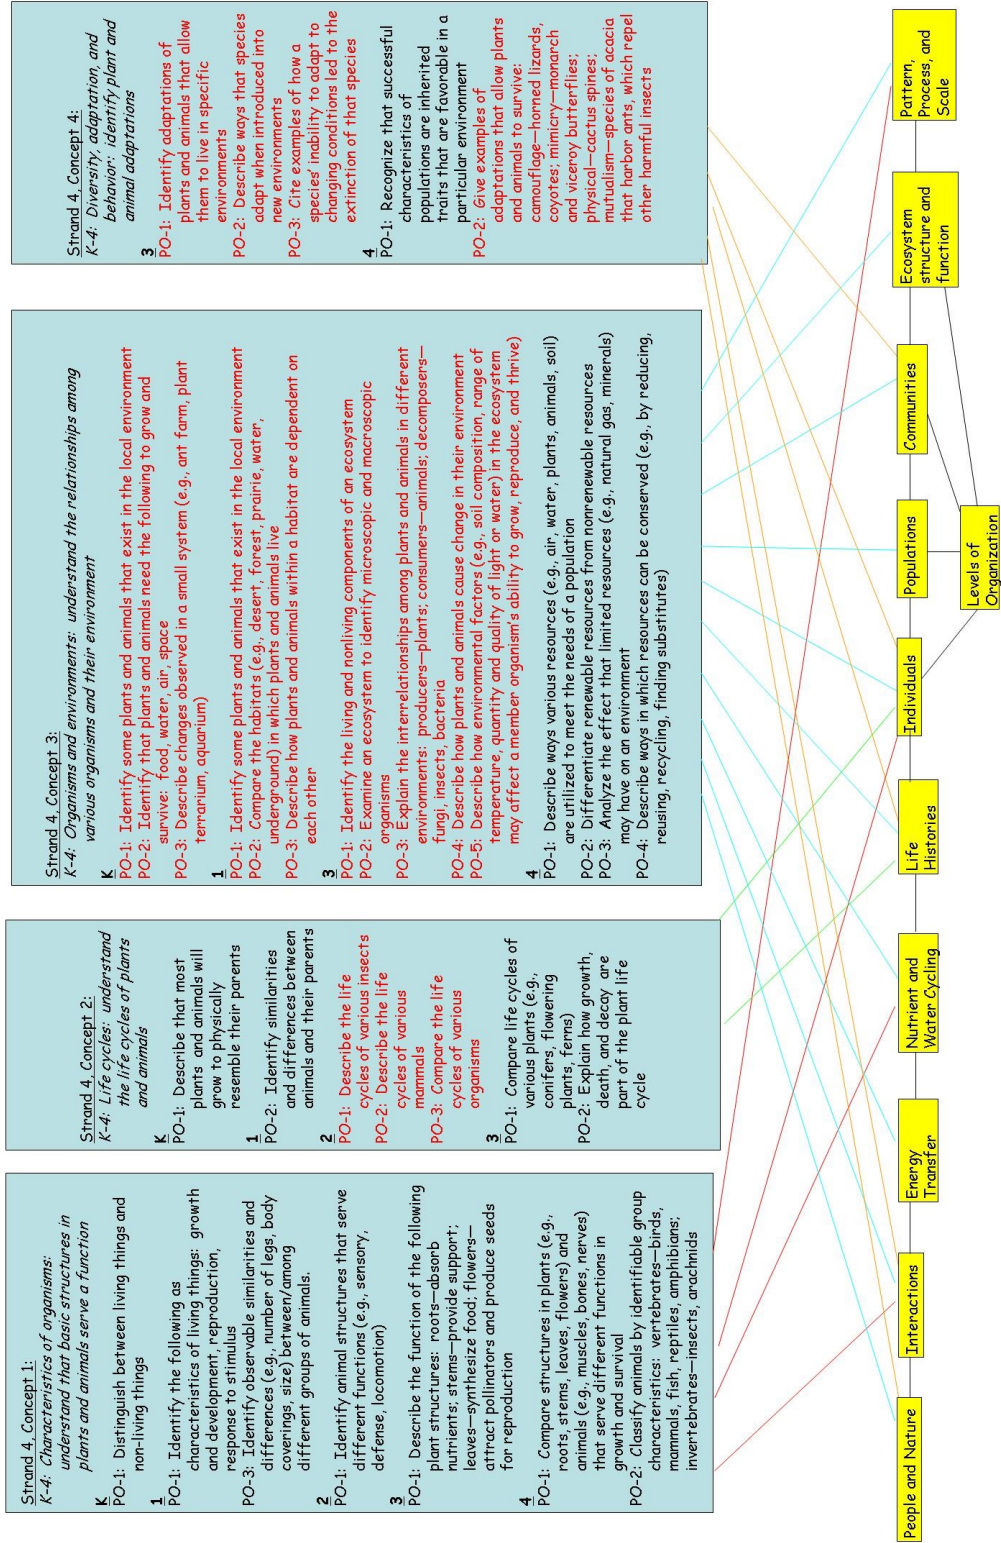 Strand 4, Concept 1:
K-4: Characteristics of organisms:
understand that basic structures in
plants and animals serve a function
K
PO-1: Distinguish between living things and
non-living things
1
PO-1: Identify the following as
characteristics of living things: growth
and development, reproduction,
response to stimulus
PO-3: Identify observable similarities and
differences (e.g., number of legs, body
coverings, size) between/among
different groups of animals.
2
PO-1: Identify animal structures that serve
different functions (e.g., sensory,
defense, locomotion)
3
PO-1: Describe the function of the following
plant structures: roots—absorb
nutrients; stems—provide support;
leaves—synthesize food; flowers—
attract pollinators and produce seeds
for reproduction
4
PO-1: Compare structures in plants (e.g.,
roots, stems, leaves, flowers) and
animals (e.g., muscles, bones, nerves)
that serve different functions in
growth and survival
PO-2: Classify animals by identifiable group
characteristics: vertebrates—birds,
mammals, fish, reptiles, amphibians;
invertebrates—insects, arachnids
Strand 4, Concept 2:
K-4: Life cycles: understand
the life cycles of plants
and animals
K
PO-1: Describe that most
plants and animals will
grow to physically
resemble their parents
1
PO-2: Identify similarities
and differences between
animals and their parents
2
PO-1: Describe the life
cycles of various insects
PO-2: Describe the life
cycles of various
mammals
PO-3: Compare the life
cycles of various
organisms
3
PO-1: Compare life cycles of
various plants (e.g.,
conifers, flowering
plants, ferns)
PO-2: Explain how growth,
death, and decay are
part of the plant life
cycle
Strand 4, Concept 3:
K-4: Organisms and environments: understand the relationships among
various organisms and their environment
K
PO-1: Identify some plants and animals that exist in the local environment
PO-2: Identify that plants and animals need the following to grow and
survive: food, water, air, space
PO-3: Describe changes observed in a small system (e.g., ant farm, plant
terrarium, aquarium)
1
PO-1: Identify some plants and animals that exist in the local environment
PO-2: Compare the habitats (e.g., desert, forest, prairie, water,
underground) in which plants and animals live
PO-3: Describe how plants and animals within a habitat are dependent on
each other
3
PO-1: Identify the living and nonliving components of an ecosystem
PO-2: Examine an ecosystem to identify microscopic and macroscopic
organisms
PO-3: Explain the interrelationships among plants and animals in different
environments: producers—plants; consumers—animals; decomposers—
fungi, insects, bacteria
PO-4: Describe how plants and animals cause change in their environment
PO-5: Describe how environmental factors (e.g., soil composition, range of
temperature, quantity and quality of light or water) in the ecosystem
may affect a member organism's ability to grow, reproduce, and thrive)
4
PO-1: Describe ways various resources (e.g., air, water, plants, animals, soil)
are utilized to meet the needs of a population
PO-2: Differentiate renewable resources from nonrenewable resources
PO-3: Analyze the effect that limited resources (e.g., natural gas, minerals)
may have on an environment
PO-4: Describe ways in which resources can be conserved (e.g., by reducing,
reusing, recycling, finding substitutes)
Strand 4, Concept 4:
K-4: Diversity, adaptation, and
behavior: identify plant and
animal adaptations
3
PO-1: Identify adaptations of
plants and animals that allow
them to live in specific
environments
PO-2: Describe ways that species
adapt when introduced into
new environments
PO-3: Cite examples of how a
species' inability to adapt to
changing conditions led to the
extinction of that species
4
PO-1: Recognize that successful
characteristics of
populations are inherited
traits that are favorable in a
particular environment
PO-2: Give examples of
adaptations that allow plants
and animals to survive:
camouflage—horned lizards,
coyotes; mimicry—monarch
and viceroy butterflies;
physical—cactus spines;
mutualism—species of acacia
that harbor ants, which repel
other harmful insects
People and Nature
Interactions
Energy
Transfer
Nutrient and
Water Cycling
Life
Histories
Individuals
Populations
Communities
Ecosystem
structure and
function
Pattern,
Process, and
Scale
Levels of
Organization